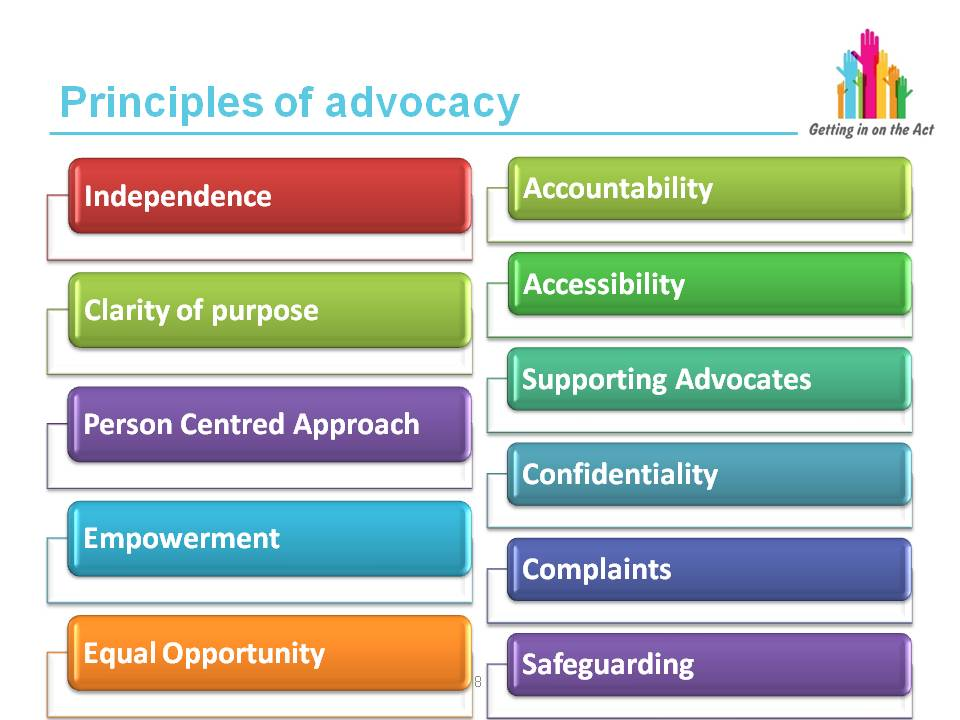 Principles of advocacy
Getting in on the Act
Independence
Clarity of purpose
Person Centred Approach
Empowerment
Equal Opportunity
Accountability
Accessibility
Supporting Advocates
Confidentiality
Complaints
Safeguarding
8